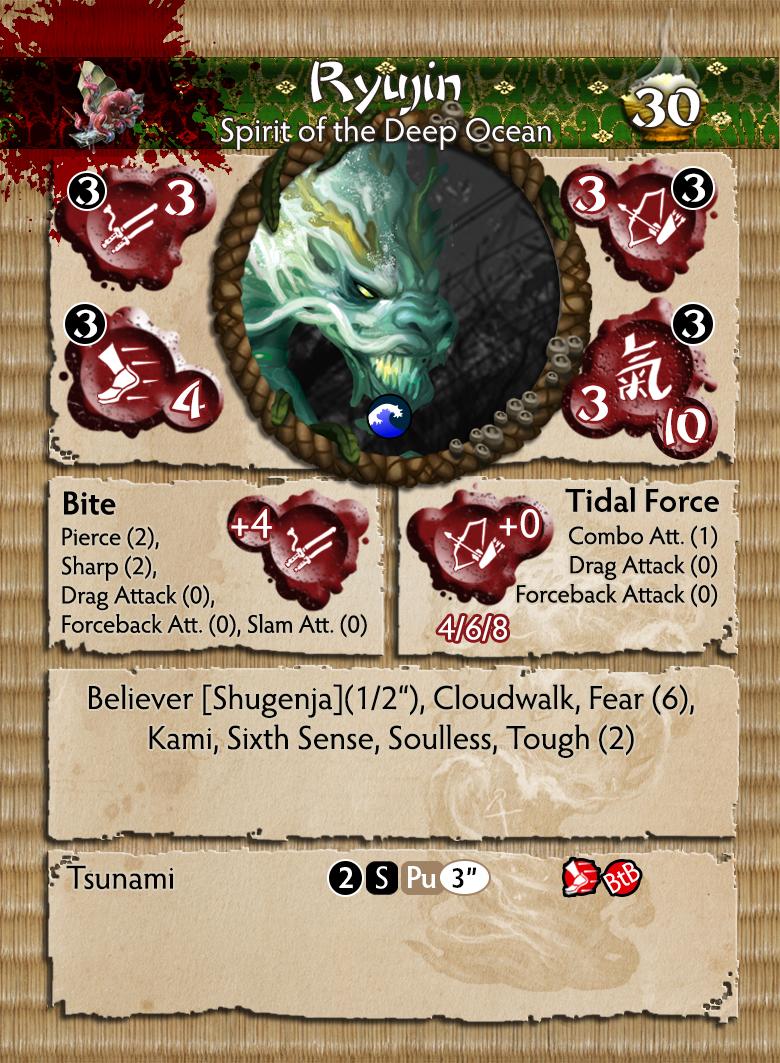 Ryujin
30
Spirit of the Deep Ocean
3 3
3 3
3
4
3
氣
3
10
Bite
+4
Pierce (2),
Sharp (2),
Drag Attack (0),
Forceback Att. (0), Slam Att. (0)
+0
Tidal Force
Combo Att. (1)
Drag Attack (0)
Forceback Attack (0)
4/6/8
Believer [Shugenja](1/2"), Cloudwalk, Fear (6),
Kami, Sixth Sense, Soulless, Tough (2)
Tsunami 2 S Pu 3" BtB